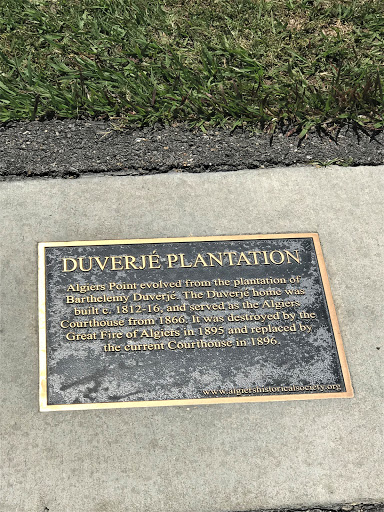 DUVERJÉ PLANTATION
Algiers Point evolved from the plantation of
Barthelemy Duverjé. The Duverjé home was
built c. 1812-16, and served as the Algiers
Courthouse from 1866. It was destroyed by the
Great Fire of Algiers in 1895 and replaced by
the current Courthouse in 1896.
www.algiershistoricalsociety.org